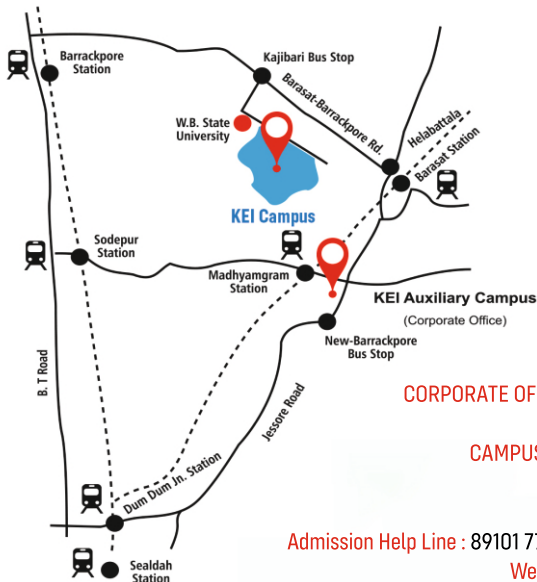 Barrackpore
Station
Kajibari Bus Stop
Barasat-Barrackpore Rd.
W.B. State
University
Helabattala
Barasat Station
KEI Campus
Sodepur
Station
Madhyamgram
Station
KEI Auxiliary Campus
(Corporate Office)
New-Barrackpore
Bus Stop
B. T Road
Jessore Road
CORPORATE OF
CAMPUS
Dum Dum Jn. Station
Admission Help Line : 89101 77
We
Sealdah
Station